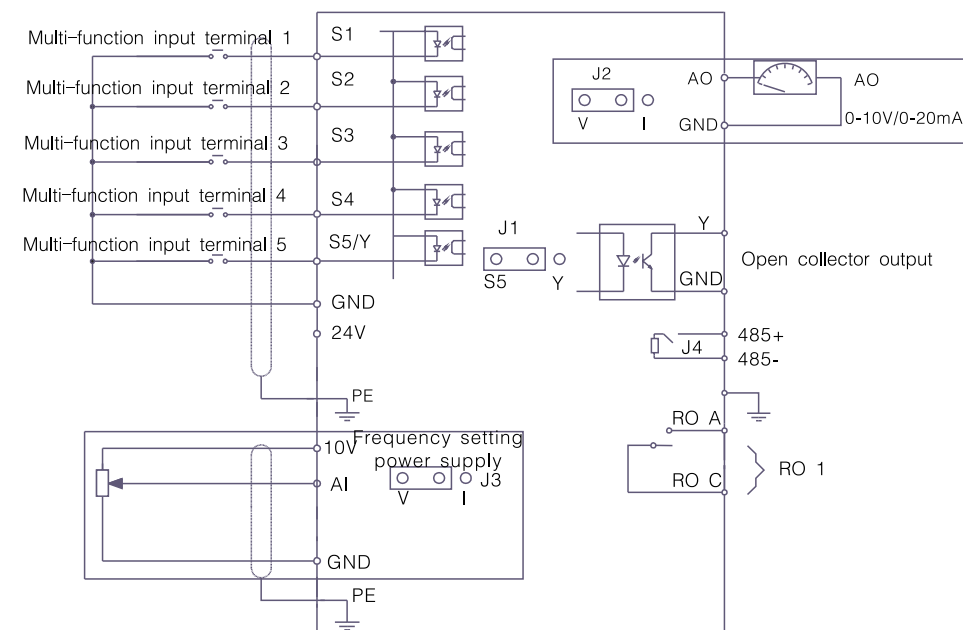 Multi-function input terminal 1
S1
Multi-function input terminal 2
S2
Multi-function input terminal 3
S3
Multi-function input terminal 4
S4
Multi-function input terminal 5
S5/Y
GND
24V
PE
J2
V
I
AO
AO
GND
0-10V/0-20mA
J1
S5
Y
Y
GND
Open collector output
J4
485+
485-
RO A
RO C
RO 1
10V
Frequency setting
power supply
AI
J3
V
I
GND
PE